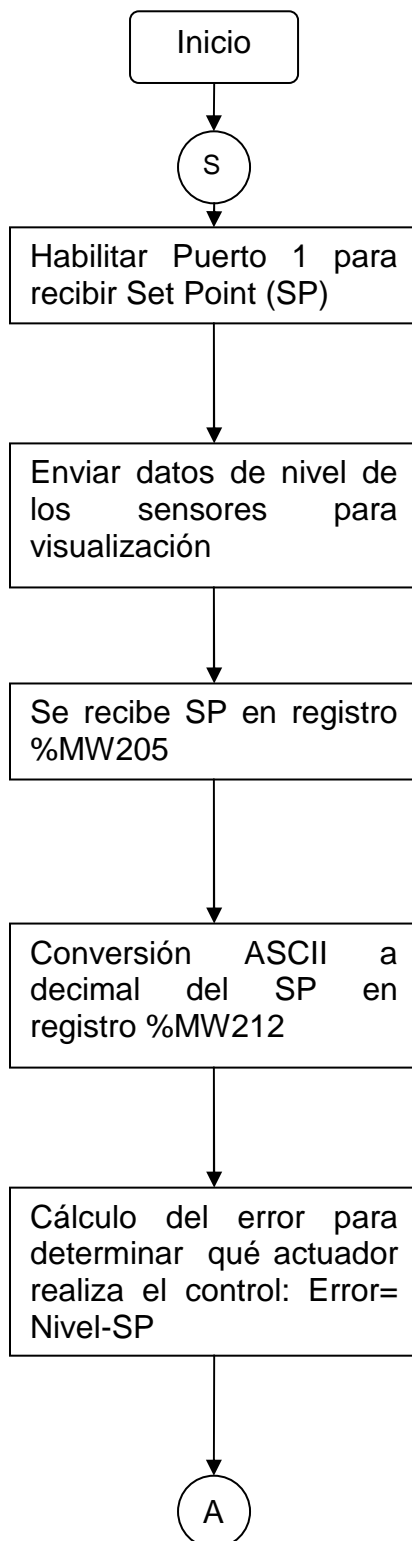 Inicio
S
Habilitar Puerto 1 para
recibir Set Point (SP)
Enviar datos de nivel de
los sensores para
visualización
Se recibe SP en registro
%MW205
Conversión ASCII a
decimal del SP en
registro %MW212
Cálculo del error para
determinar qué actuador
realiza el control: Error=
Nivel-SP
A